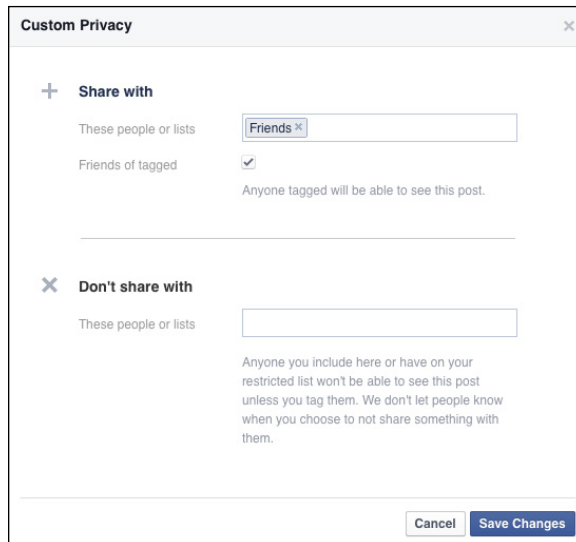 Custom Privacy
Share with
These people or lists
Friends
Friends of tagged
Anyone tagged will be able to see this post.
Don't share with
These people or lists
Anyone you include here or have on your
restricted list won't be able to see this post
unless you tag them. We don't let people know
when you choose to not share something with
them.
Cancel
Save Changes